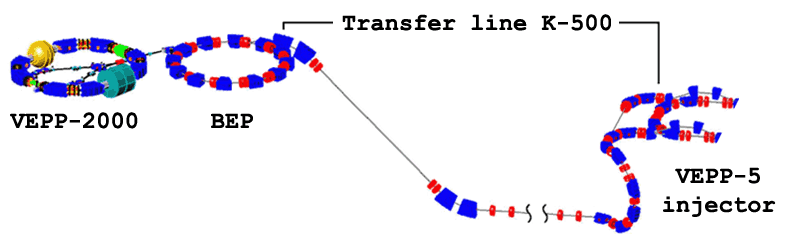 Transfer line K-500
VEPP-2000
BEP
VEPP-5
injector